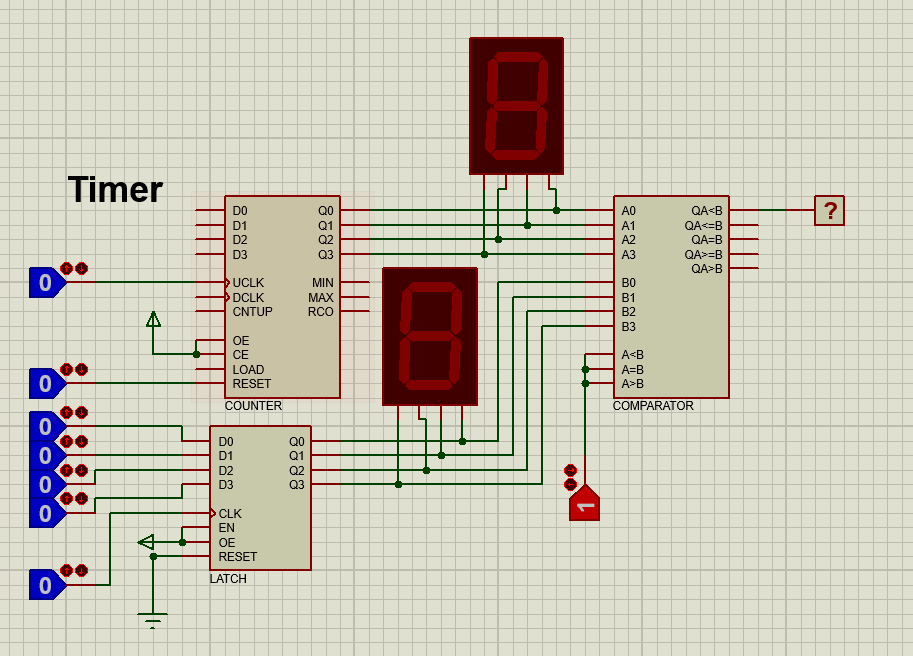 Timer
D0 Q0
D1 Q1
D2 Q2
D3 Q3
UCLK MIN
DCLK MAX
CNTUP RCO
OE
CE
LOAD
RESET
COUNTER
0
0
0
0
0
0
0
D0 Q0
D1 Q1
D2 Q2
D3 Q3
CLK
EN
OE
RESET
LATCH
A0 QA<B
A1 QA<=B
A2 QA=B
A3 QA>=B
QA>B
B0
B1
B2
B3
A<B
A=B
A>B
COMPARATOR
?
1